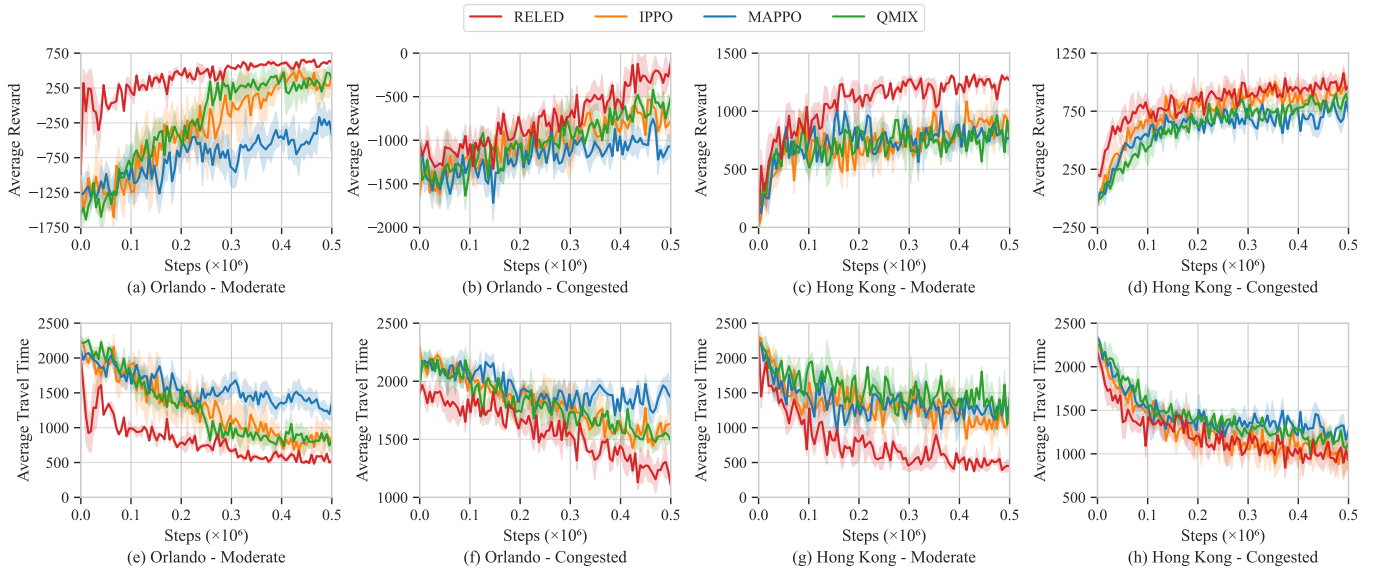 RELED IPPO MAPPO QMIX
750
250
−250
−750
−1250
−1750
Average Reward
0.0 0.1 0.2 0.3 0.4 0.5
Steps (×10⁶)
(a) Orlando - Moderate
0
−500
−1000
−1500
−2000
Average Reward
0.0 0.1 0.2 0.3 0.4 0.5
Steps (×10⁶)
(b) Orlando - Congested
1500
1000
500
0
Average Reward
0.0 0.1 0.2 0.3 0.4 0.5
Steps (×10⁶)
(c) Hong Kong - Moderate
1250
750
250
−250
Average Reward
0.0 0.1 0.2 0.3 0.4 0.5
Steps (×10⁶)
(d) Hong Kong - Congested
2500
2000
1500
1000
500
0
Average Travel Time
0.0 0.1 0.2 0.3 0.4 0.5
Steps (×10⁶)
(e) Orlando - Moderate
2500
2000
1500
1000
Average Travel Time
0.0 0.1 0.2 0.3 0.4 0.5
Steps (×10⁶)
(f) Orlando - Congested
2500
2000
1500
1000
500
0
Average Travel Time
0.0 0.1 0.2 0.3 0.4 0.5
Steps (×10⁶)
(g) Hong Kong - Moderate
2500
2000
1500
1000
500
Average Travel Time
0.0 0.1 0.2 0.3 0.4 0.5
Steps (×10⁶)
(h) Hong Kong - Congested